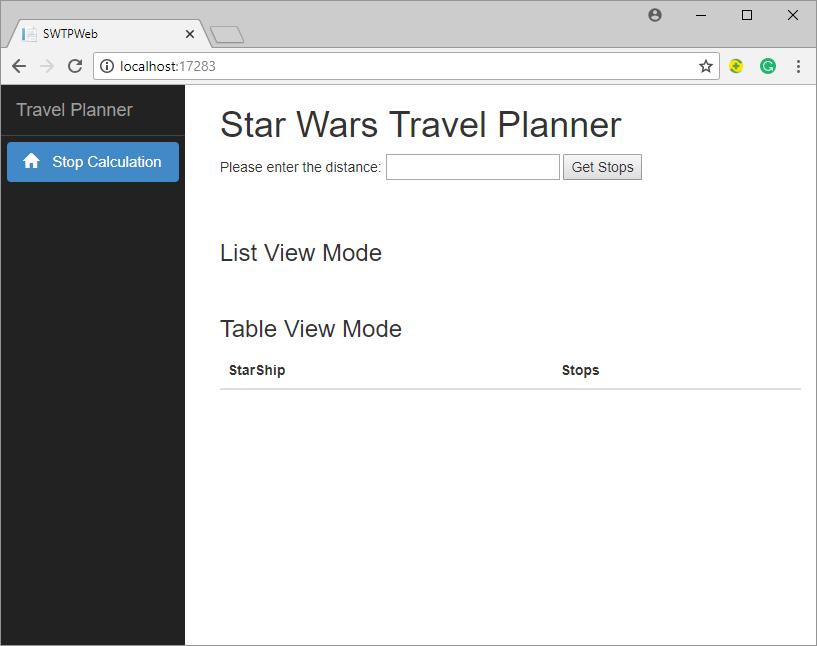 SWTPWeb
localhost:17283
Travel Planner
Stop Calculation
Star Wars Travel Planner
Please enter the distance: Get Stops
List View Mode
Table View Mode
StarShip Stops